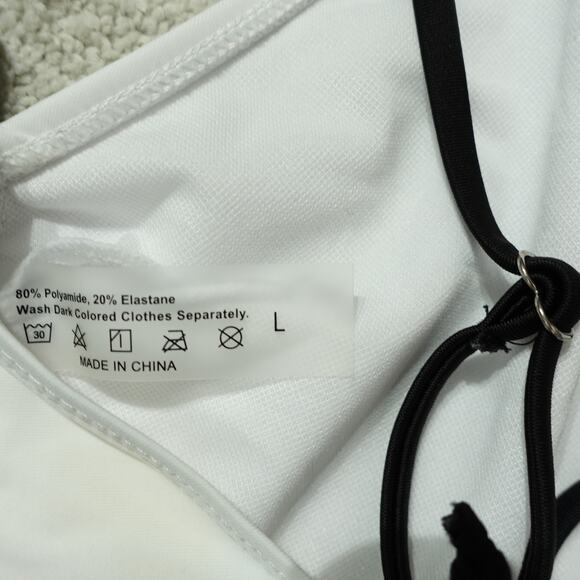 80% Polyamide, 20% Elastane
Wash Dark Colored Clothes Separately.
30 L
MADE IN CHINA